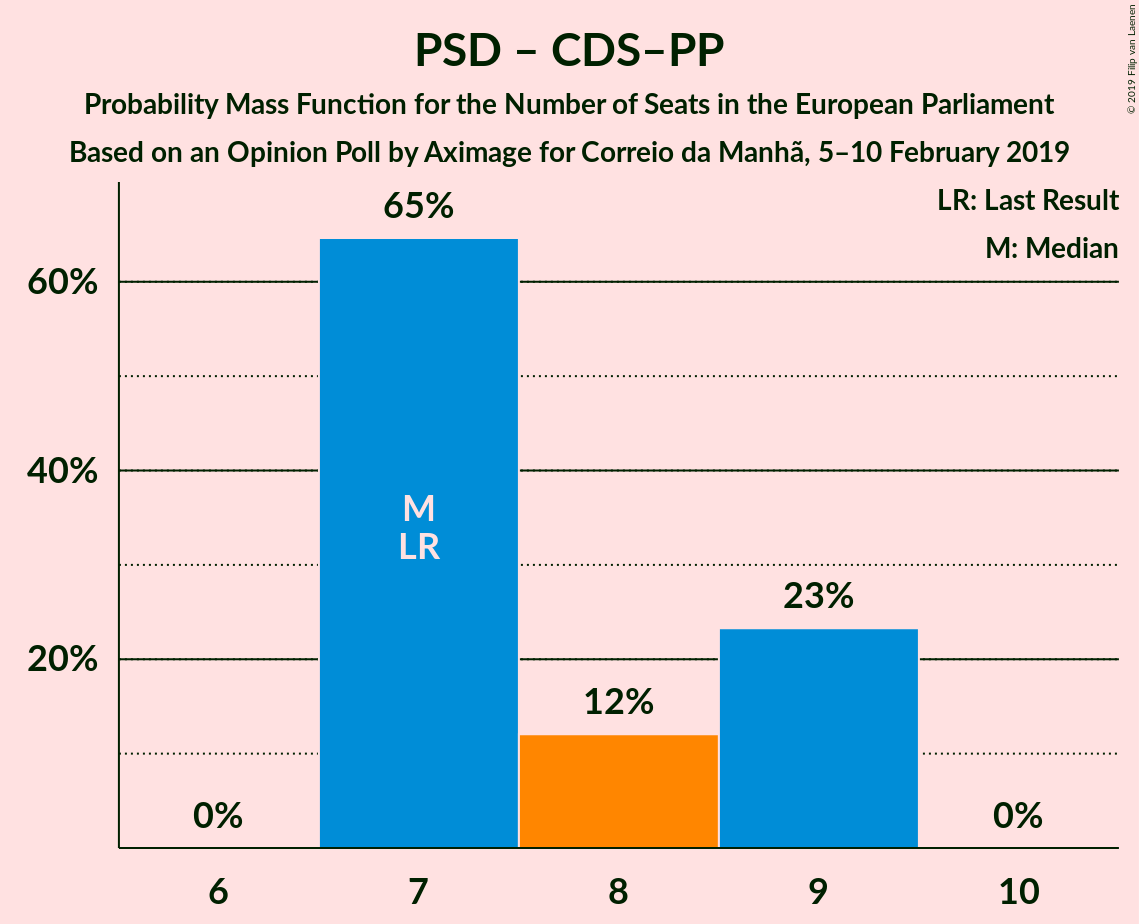 PSD – CDS–PP
Probability Mass Function for the Number of Seats in the European Parliament
Based on an Opinion Poll by Aximage for Correio da Manhã, 5–10 February 2019
© 2019 Filip van Laenen
LR: Last Result
M: Median
65%
60%
40%
M
LR
23%
20%
12%
0%
0%
6 7 8 9 10